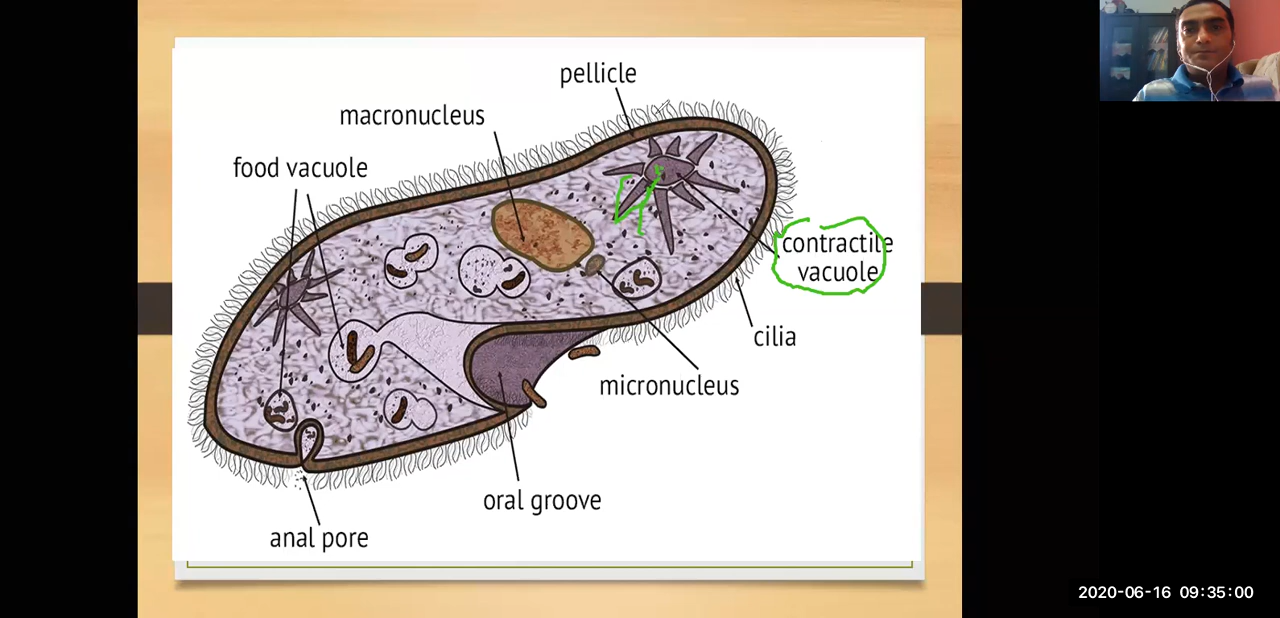 pellicle
macronucleus
food vacuole
contractile
vacuole
cilia
micronucleus
oral groove
anal pore
2020-06-16 09:35:00